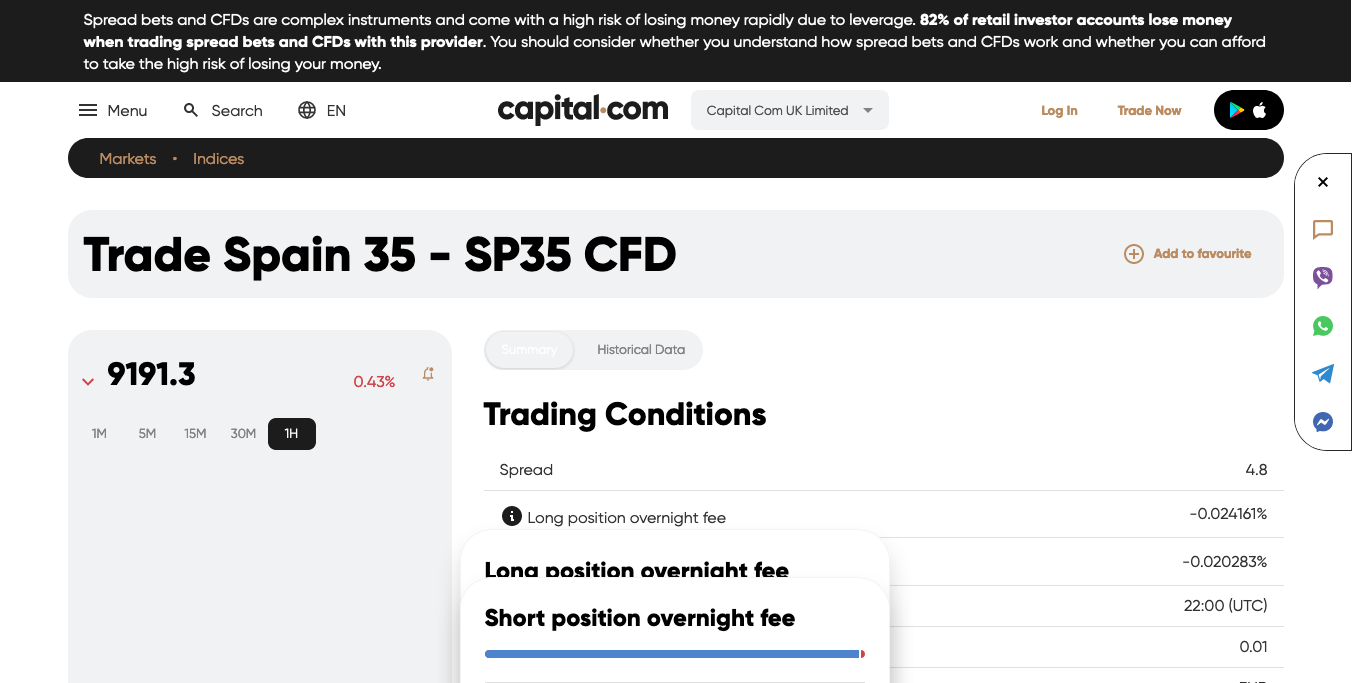 Spread bets and CFDs are complex instruments and come with a high risk of losing money rapidly due to leverage. 82% of retail investor accounts lose money
when trading spread bets and CFDs with this provider. You should consider whether you understand how spread bets and CFDs work and whether you can afford
to take the high risk of losing your money.
Menu Search EN capital.com Capital Com UK Limited Log In Trade Now
Markets • Indices
Trade Spain 35 - SP35 CFD Add to favourite
9191.3 0.43%
1M 5M 15M 30M 1H
Summary Historical Data
Trading Conditions
Spread 4.8
Long position overnight fee -0.024161%
-0.020283%
22:00 (UTC)
0.01
Long position overnight fee
Short position overnight fee